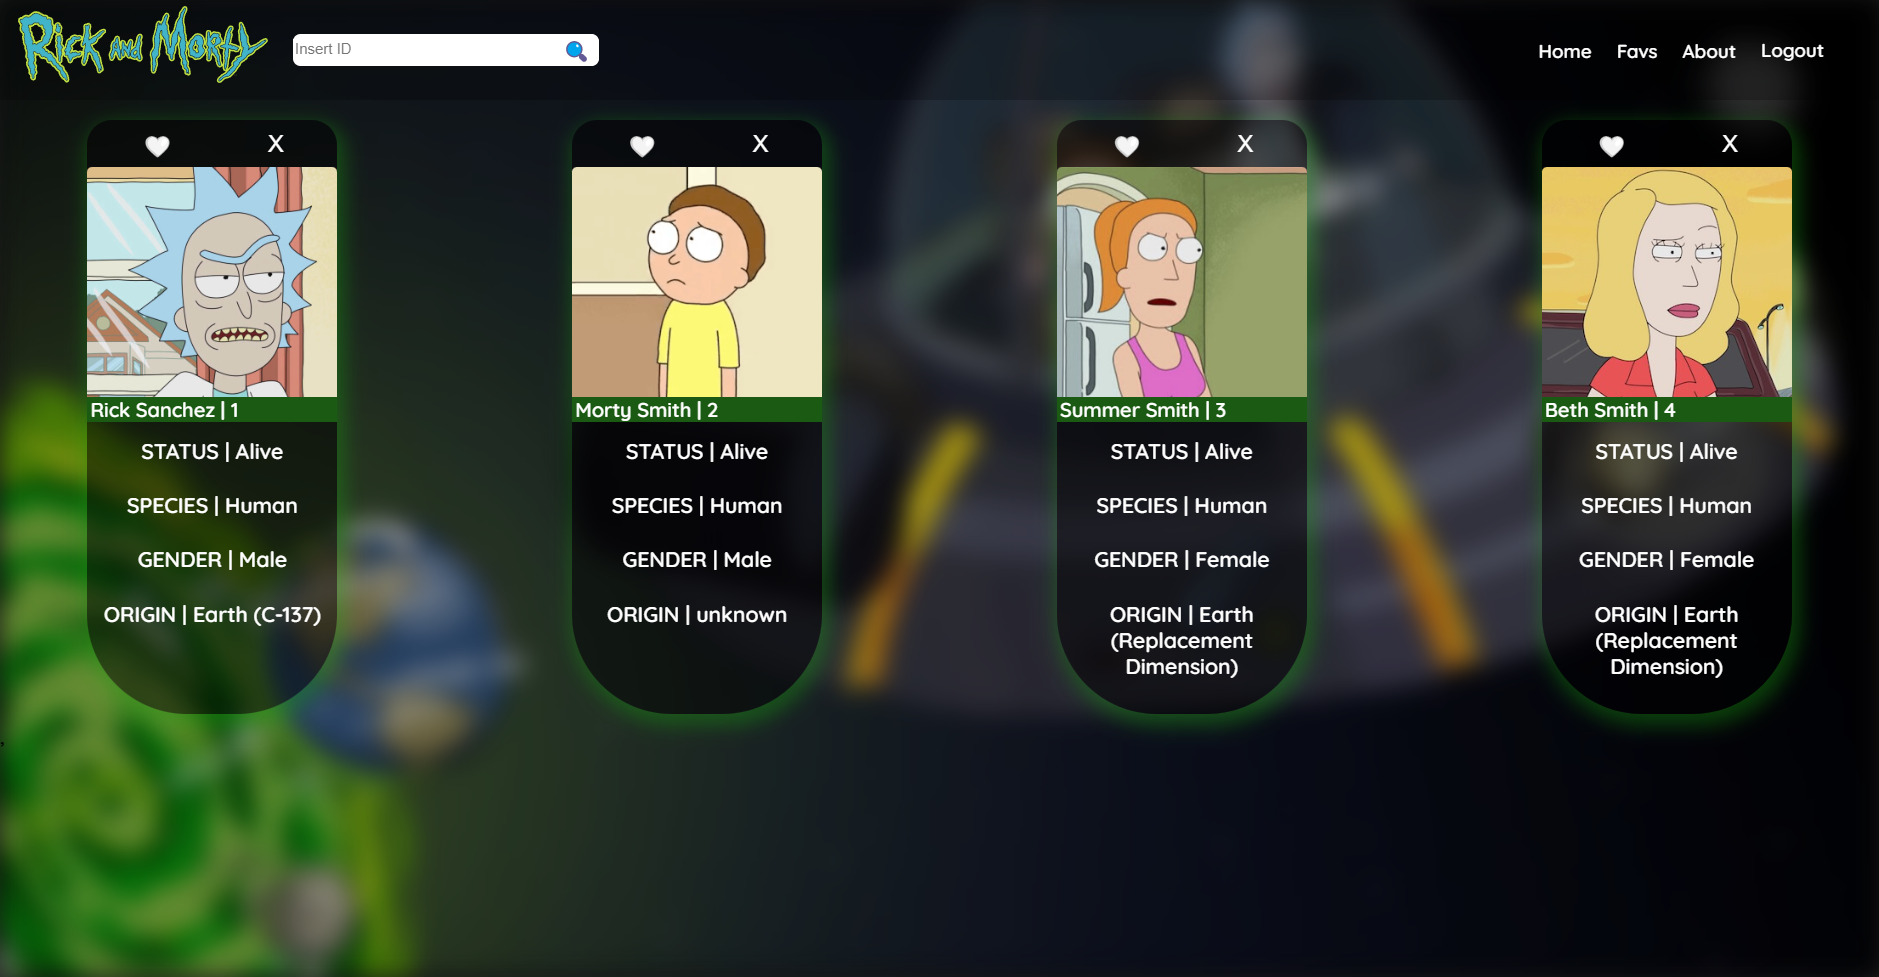 Rick and Morty
Insert ID
Home Favs About Logout
X
Rick Sanchez | 1
STATUS | Alive
SPECIES | Human
GENDER | Male
ORIGIN | Earth (C-137)
X
Morty Smith | 2
STATUS | Alive
SPECIES | Human
GENDER | Male
ORIGIN | unknown
X
Summer Smith | 3
STATUS | Alive
SPECIES | Human
GENDER | Female
ORIGIN | Earth
(Replacement
Dimension)
X
Beth Smith | 4
STATUS | Alive
SPECIES | Human
GENDER | Female
ORIGIN | Earth
(Replacement
Dimension)
,